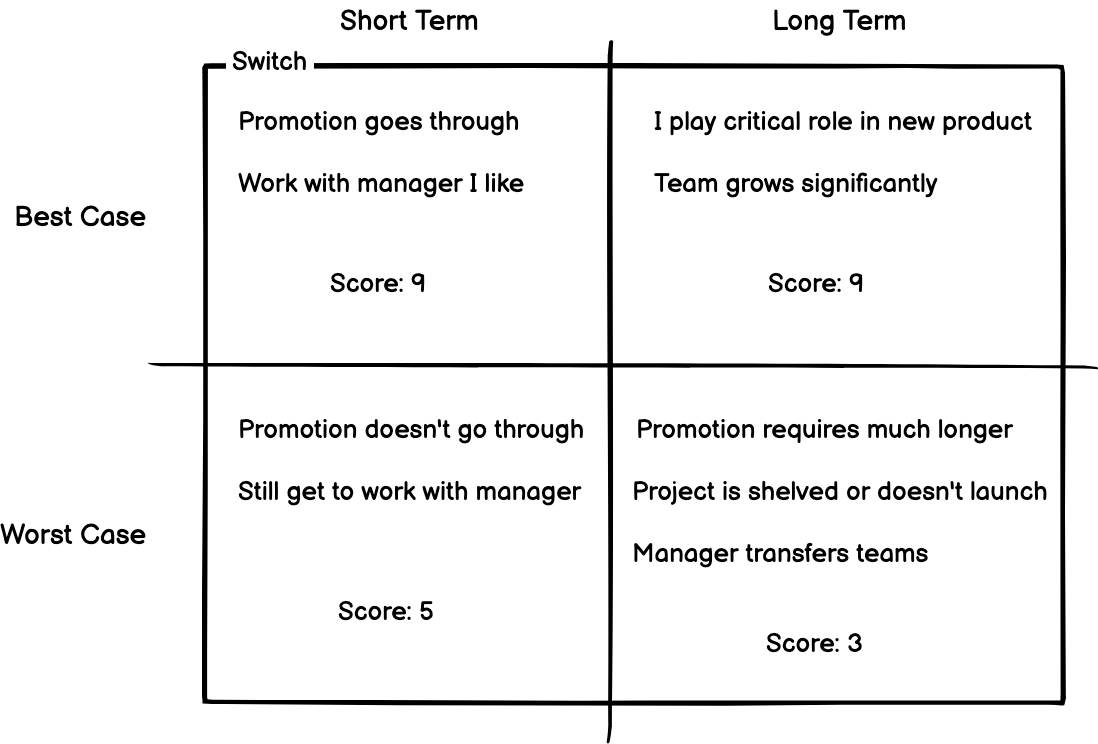 Short Term
Long Term
Switch
Promotion goes through
Work with manager I like
Score: 9
I play critical role in new product
Team grows significantly
Score: 9
Best Case
Promotion doesn't go through
Still get to work with manager
Score: 5
Promotion requires much longer
Project is shelved or doesn't launch
Manager transfers teams
Score: 3
Worst Case